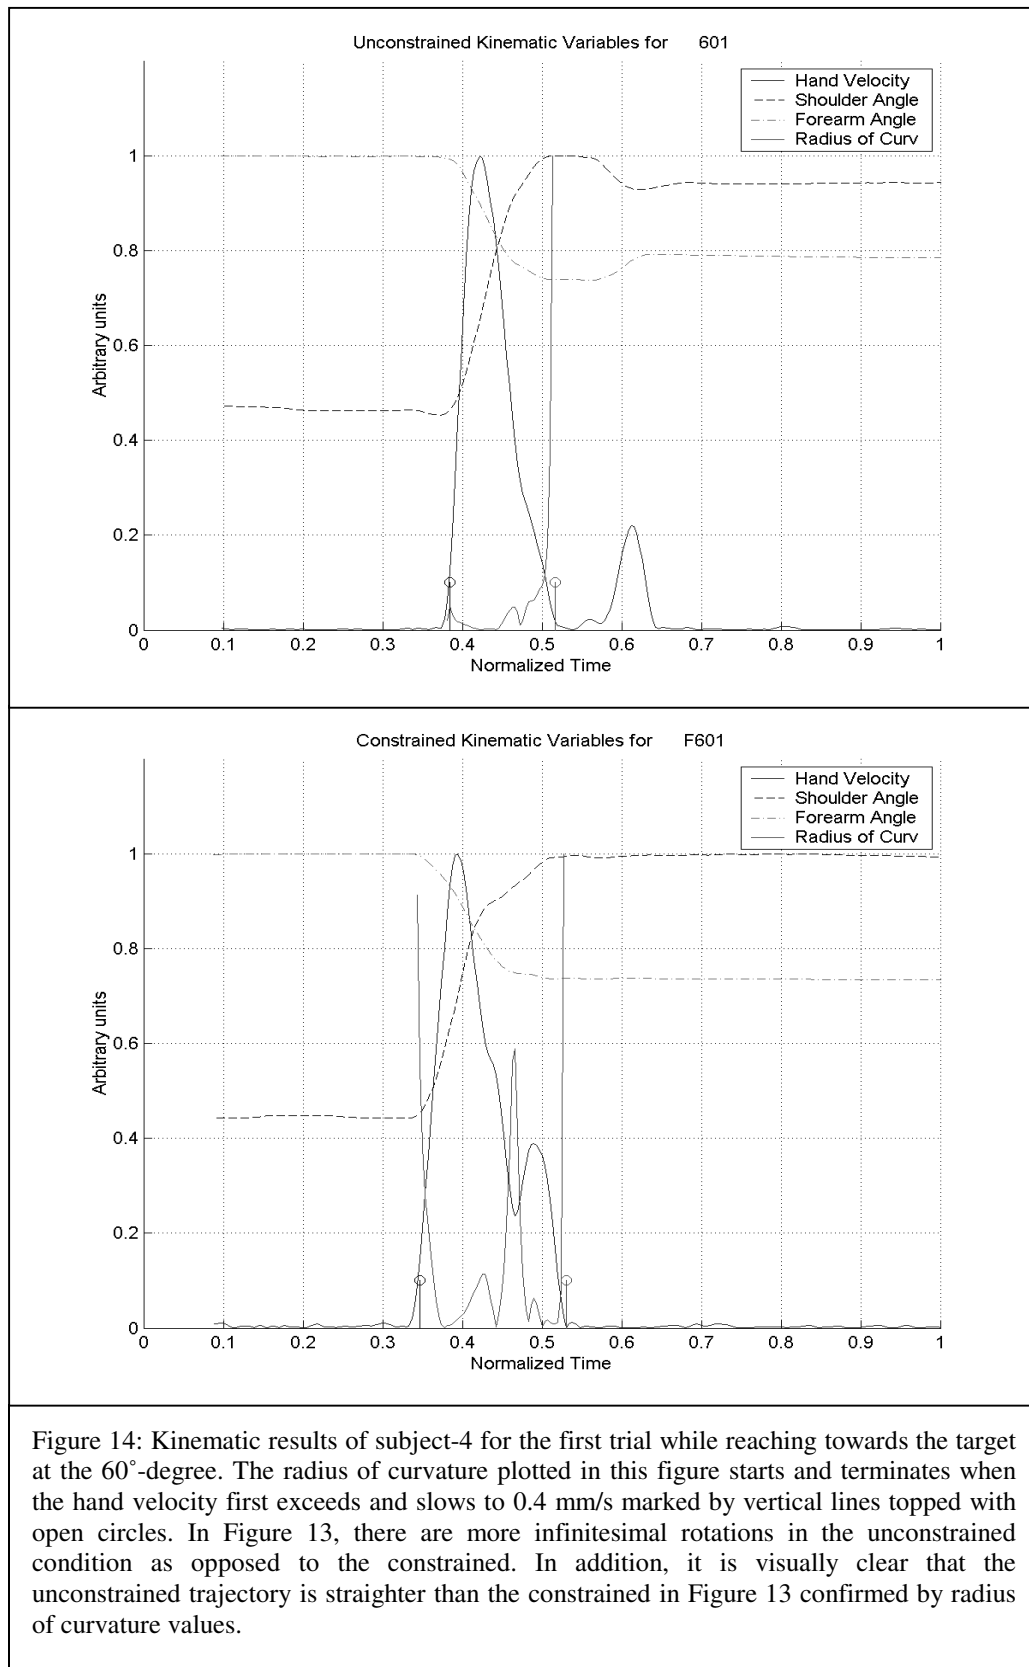 Unconstrained Kinematic Variables for 601
Hand Velocity
Shoulder Angle
Forearm Angle
Radius of Curv
1
0.8
0.6
0.4
0.2
0
Arbitrary units
0 0.1 0.2 0.3 0.4 0.5 0.6 0.7 0.8 0.9 1
Normalized Time
Constrained Kinematic Variables for F601
Hand Velocity
Shoulder Angle
Forearm Angle
Radius of Curv
1
0.8
0.6
0.4
0.2
0
Arbitrary units
0 0.1 0.2 0.3 0.4 0.5 0.6 0.7 0.8 0.9 1
Normalized Time
Figure 14: Kinematic results of subject-4 for the first trial while reaching towards the target
at the 60˚-degree. The radius of curvature plotted in this figure starts and terminates when
the hand velocity first exceeds and slows to 0.4 mm/s marked by vertical lines topped with
open circles. In Figure 13, there are more infinitesimal rotations in the unconstrained
condition as opposed to the constrained. In addition, it is visually clear that the
unconstrained trajectory is straighter than the constrained in Figure 13 confirmed by radius
of curvature values.